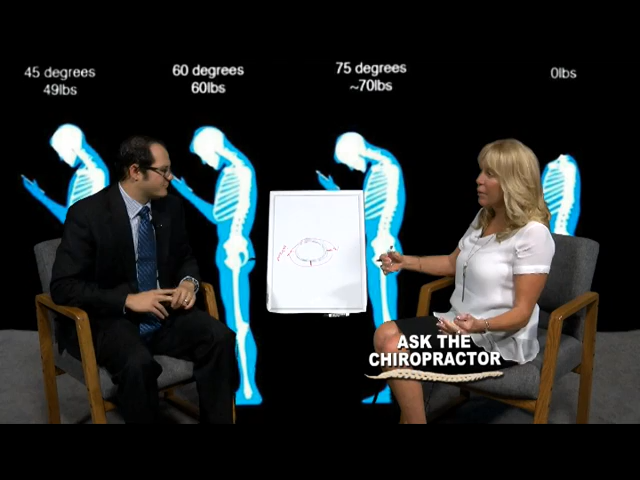 45 degrees
49lbs
60 degrees
60lbs
75 degrees
~70lbs
0lbs
ASK THE
CHIROPRACTOR